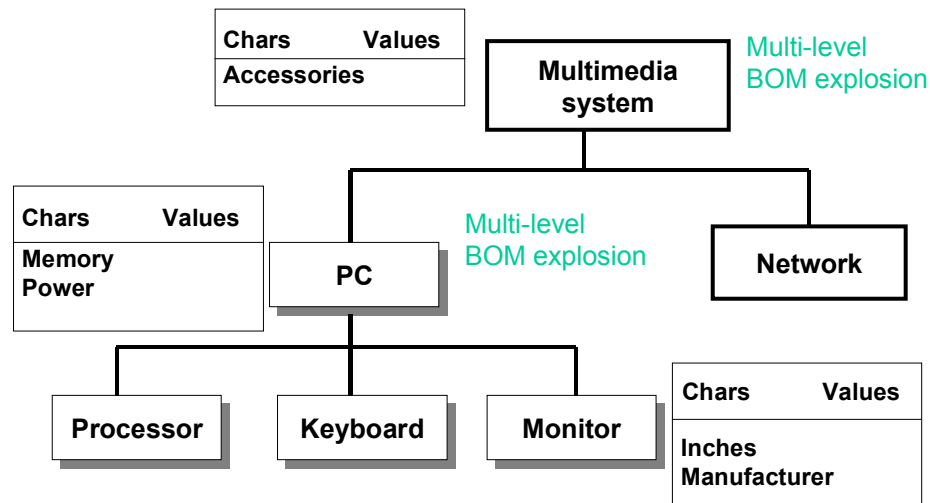 Chars Values
Accessories
Multimedia
system
Multi-level
BOM explosion
Chars Values
Memory
Power
PC
Multi-level
BOM explosion
Network
Processor
Keyboard
Monitor
Chars Values
Inches
Manufacturer